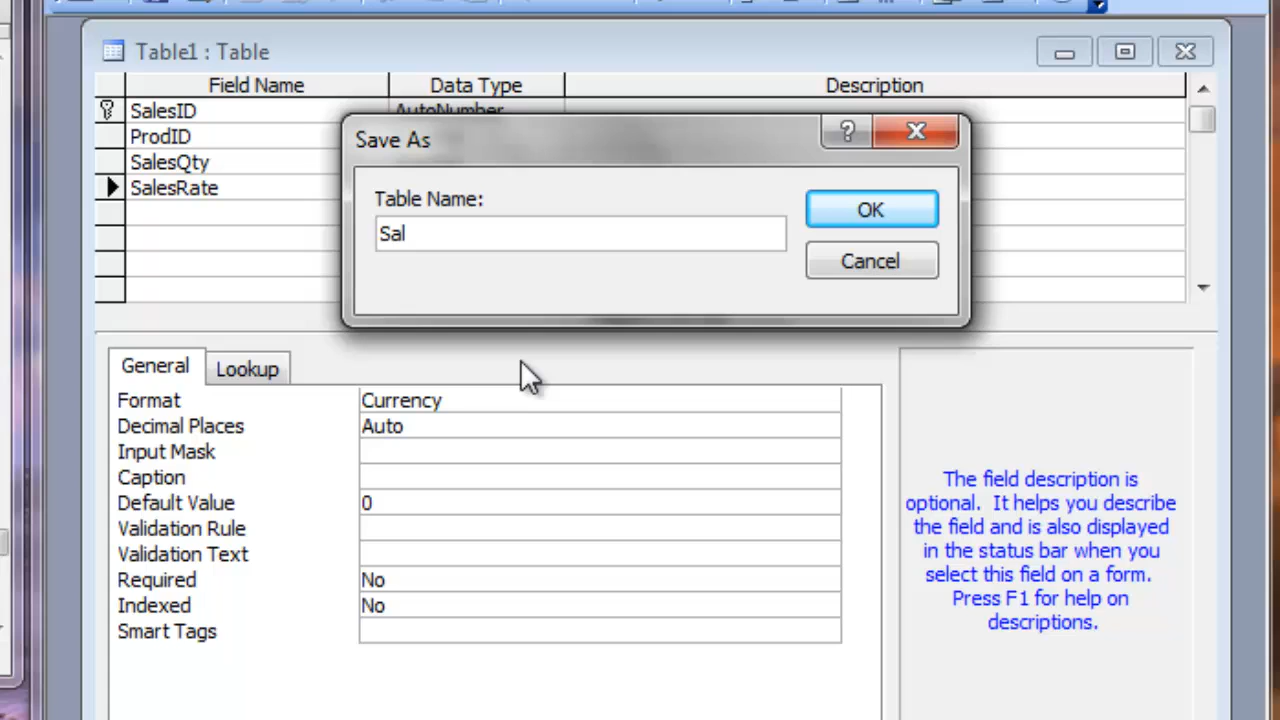 Table1 : Table
Field Name Data Type Description
SalesID AutoNumber
ProdID
SalesQty
SalesRate
Save As
?
Table Name:
Sal
OK
Cancel
General Lookup
Format Currency
Decimal Places Auto
Input Mask
Caption
Default Value 0
Validation Rule
Validation Text
Required No
Indexed No
Smart Tags
The field description is
optional. It helps you describe
the field and is also displayed
in the status bar when you
select this field on a form.
Press F1 for help on
descriptions.